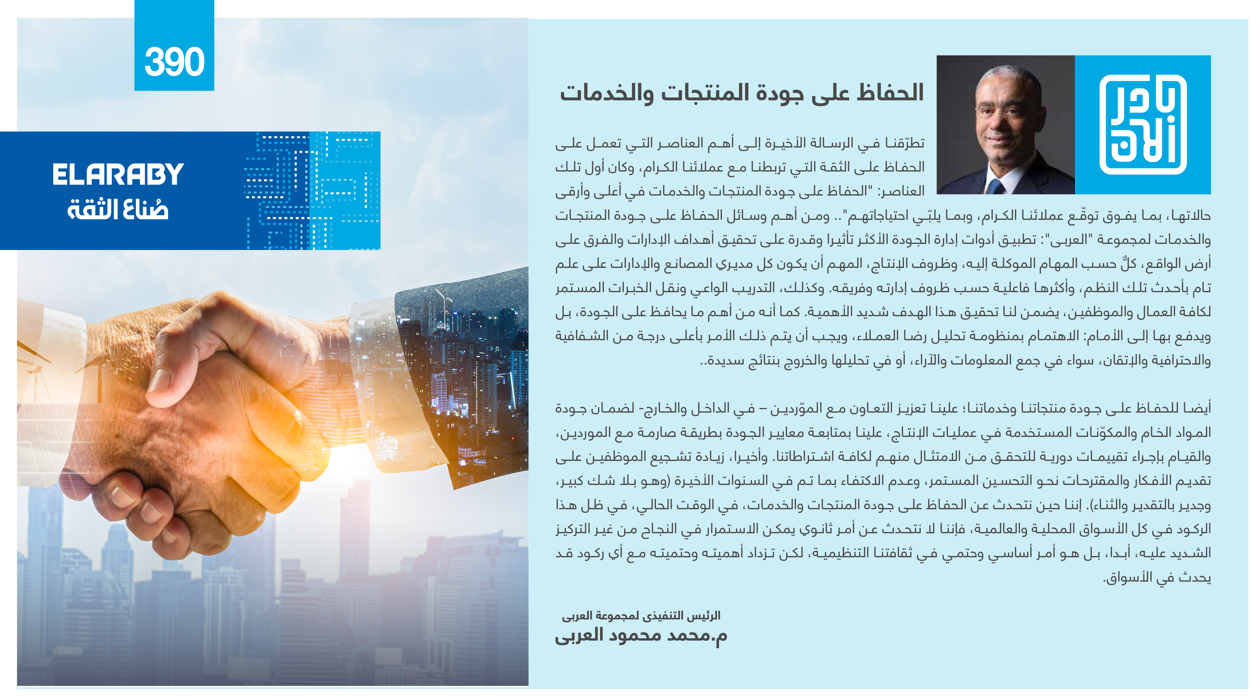 390
ELARABY
صُناع الثقة
بادر الآن
الحفاظ على جودة المنتجات والخدمات
تطرّقنا في الرسالة الأخيرة إلى أهم العناصر التي تعمل على
الحفاظ على الثقة التي تربطنا مع عملائنا الكرام، وكان أول تلك
العناصر: "الحفاظ على جودة المنتجات والخدمات في أعلى وأرقى
حالاتها، بما يفوق توقّع عملائنا الكرام، وبما يلبّي احتياجاتهم".. ومن أهم وسائل الحفاظ على جودة المنتجات
والخدمات لمجموعة "العربى": تطبيق أدوات إدارة الجودة الأكثر تأثيرا وقدرة على تحقيق أهداف الإدارات والفرق على
أرض الواقع، كلٌّ حسب المهام الموكلة إليه، وظروف الإنتاج، المهم أن يكون كل مديري المصانع والإدارات على علم
تام بأحدث تلك النظم، وأكثرها فاعلية حسب ظروف إدارته وفريقه. وكذلك، التدريب الواعي ونقل الخبرات المستمر
لكافة العمال والموظفين، يضمن لنا تحقيق هذا الهدف شديد الأهمية. كما أنه من أهم ما يحافظ على الجودة، بل
ويدفع بها إلى الأمام: الاهتمام بمنظومة تحليل رضا العملاء، ويجب أن يتم ذلك الأمر بأعلى درجة من الشفافية
والاحترافية والإتقان، سواء في جمع المعلومات والآراء، أو في تحليلها والخروج بنتائج سديدة..
أيضا للحفاظ على جودة منتجاتنا وخدماتنا؛ علينا تعزيز التعاون مع الموّردين – في الداخل والخارج- لضمان جودة
المواد الخام والمكوّنات المستخدمة في عمليات الإنتاج، علينا بمتابعة معايير الجودة بطريقة صارمة مع الموردين،
والقيام بإجراء تقييمات دورية للتحقق من الامتثال منهم لكافة اشتراطاتنا. وأخيرا، زيادة تشجيع الموظفين على
تقديم الأفكار والمقترحات نحو التحسين المستمر، وعدم الاكتفاء بما تم في السنوات الأخيرة (وهو بلا شك كبير،
وجدير بالتقدير والثناء). إننا حين نتحدث عن الحفاظ على جودة المنتجات والخدمات، في الوقت الحالي، في ظل هذا
الركود في كل الأسواق المحلية والعالمية، فإننا لا نتحدث عن أمر ثانوي يمكن الاستمرار في النجاح من غير التركيز
الشديد عليه، أبدا، بل هو أمر أساسي وحتمي في ثقافتنا التنظيمية، لكن تزداد أهميته وحتميته مع أي ركود قد
يحدث في الأسواق.
الرئيس التنفيذى لمجموعة العربى
م.محمد محمود العربى